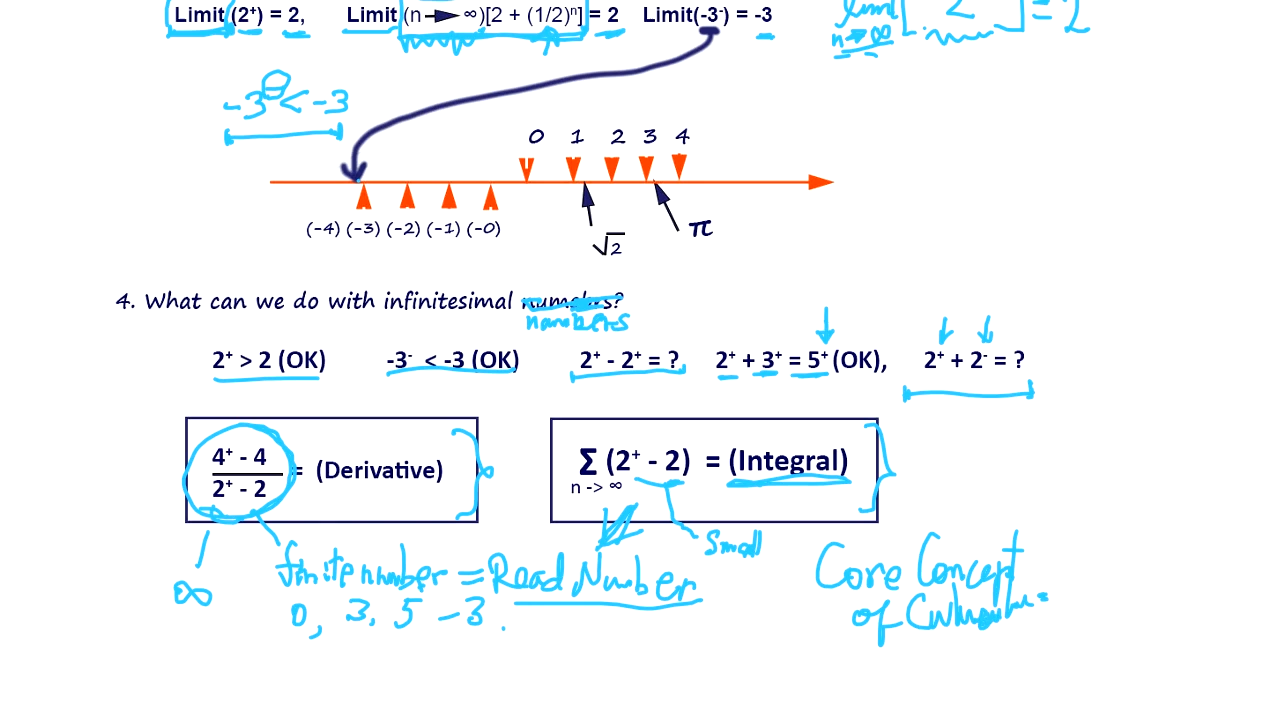 Limit (2⁺) = 2, Limit (n → ∞)[2 + (1/2)ⁿ] = 2 Limit(-3⁻) = -3
n → ∞ [ 2 ] = 2
-3⁻ < -3
0 1 2 3 4
(-4) (-3) (-2) (-1) (-0)
√2 π
4. What can we do with infinitesimal numbers?
numbers
2⁺ > 2 (OK) -3⁻ < -3 (OK) 2⁺ - 2⁺ = ? 2⁺ + 3⁺ = 5⁺ (OK), 2⁺ + 2⁻ = ?
4⁺ - 4
2⁺ - 2
= (Derivative)
Σ (2⁺ - 2) = (Integral)
n -> ∞
∞
Small
finite number = Read Number
0, 3, 5 -3.
∞
Core Concept
of